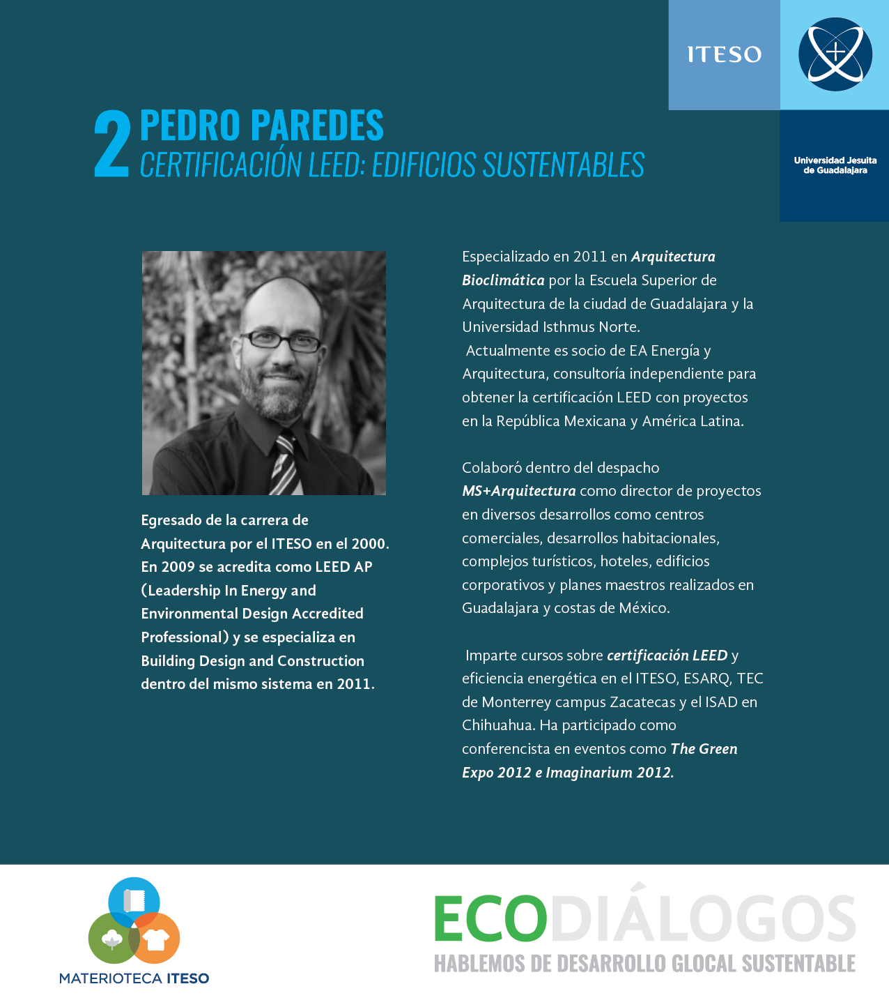 ITESO
Universidad Jesuita
de Guadalajara
2 PEDRO PAREDES
CERTIFICACIÓN LEED: EDIFICIOS SUSTENTABLES
Egresado de la carrera de
Arquitectura por el ITESO en el 2000.
En 2009 se acredita como LEED AP
(Leadership In Energy and
Environmental Design Accredited
Professional) y se especializa en
Building Design and Construction
dentro del mismo sistema en 2011.
Especializado en 2011 en Arquitectura
Bioclimática por la Escuela Superior de
Arquitectura de la ciudad de Guadalajara y la
Universidad Isthmus Norte.
Actualmente es socio de EA Energía y
Arquitectura, consultoría independiente para
obtener la certificación LEED con proyectos
en la República Mexicana y América Latina.
Colaboró dentro del despacho
MS+Arquitectura como director de proyectos
en diversos desarrollos como centros
comerciales, desarrollos habitacionales,
complejos turísticos, hoteles, edificios
corporativos y planes maestros realizados en
Guadalajara y costas de México.
Imparte cursos sobre certificación LEED y
eficiencia energética en el ITESO, ESARQ, TEC
de Monterrey campus Zacatecas y el ISAD en
Chihuahua. Ha participado como
conferencista en eventos como The Green
Expo 2012 e Imaginarium 2012.
MATERIOTECA ITESO
ECODIÁLOGOS
HABLEMOS DE DESARROLLO GLOCAL SUSTENTABLE